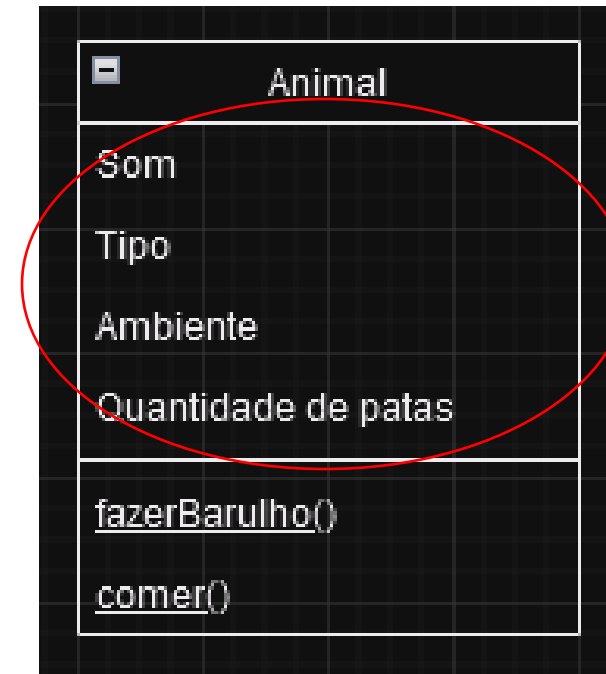 Animal
Som
Tipo
Ambiente
Quantidade de patas
fazerBarulho()
comer()